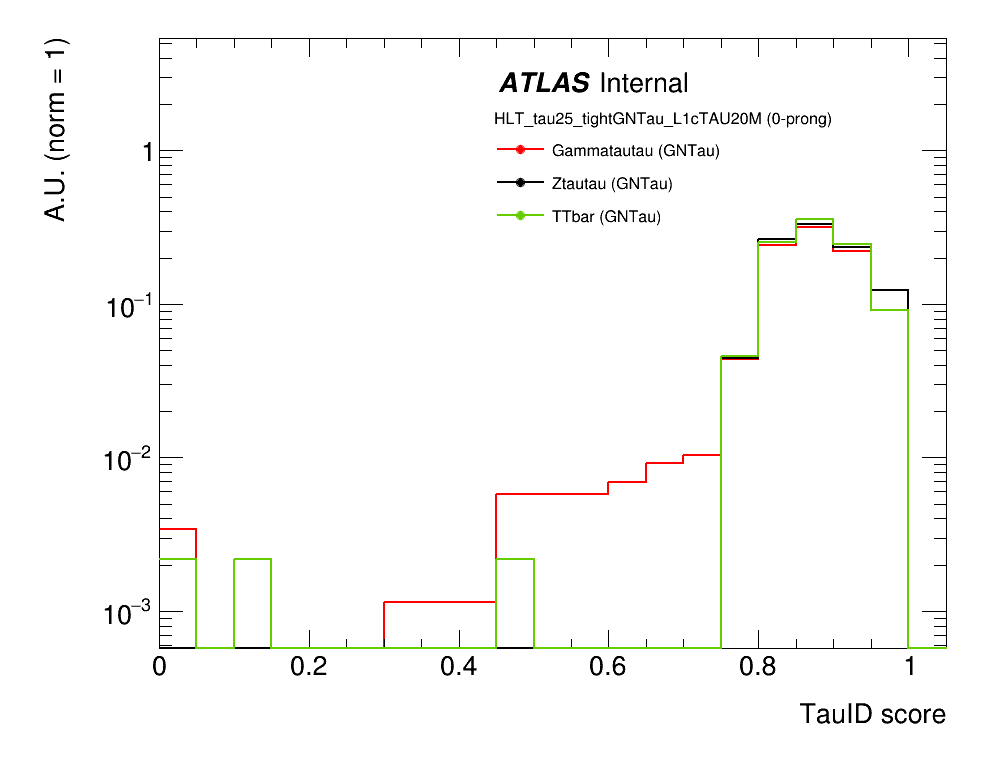 A.U. (norm = 1)
ATLAS Internal
HLT_tau25_tightGNTau_L1cTAU20M (0-prong)
Gammatautau (GNTau)
Ztautau (GNTau)
TTbar (GNTau)
1
10⁻¹
10⁻²
10⁻³
0 0.2 0.4 0.6 0.8 1
TauID score